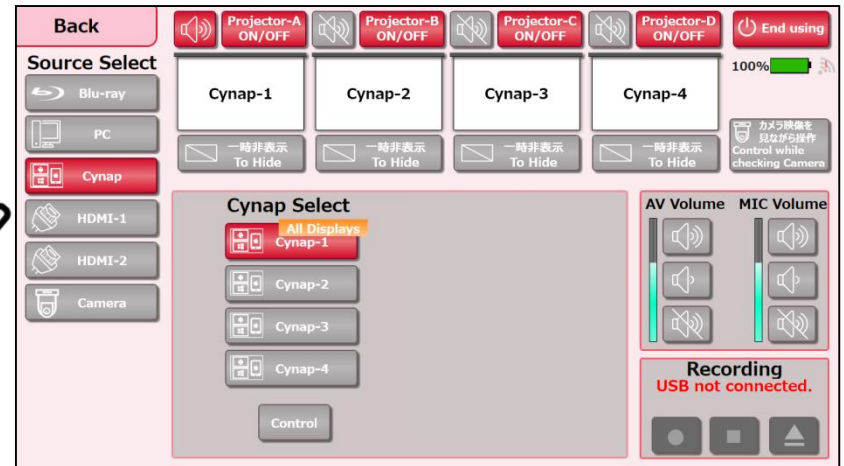 Back
Projector-A
ON/OFF
Projector-B
ON/OFF
Projector-C
ON/OFF
Projector-D
ON/OFF
End using
100%
Source Select
Blu-ray
PC
Cynap
HDMI-1
HDMI-2
Camera
Cynap-1
Cynap-2
Cynap-3
Cynap-4
一時非表示
To Hide
一時非表示
To Hide
一時非表示
To Hide
一時非表示
To Hide
カメラ映像を
見ながら操作
Control while
checking Camera
Cynap Select
All Displays
Cynap-1
Cynap-2
Cynap-3
Cynap-4
Control
AV Volume
MIC Volume
Recording
USB not connected.